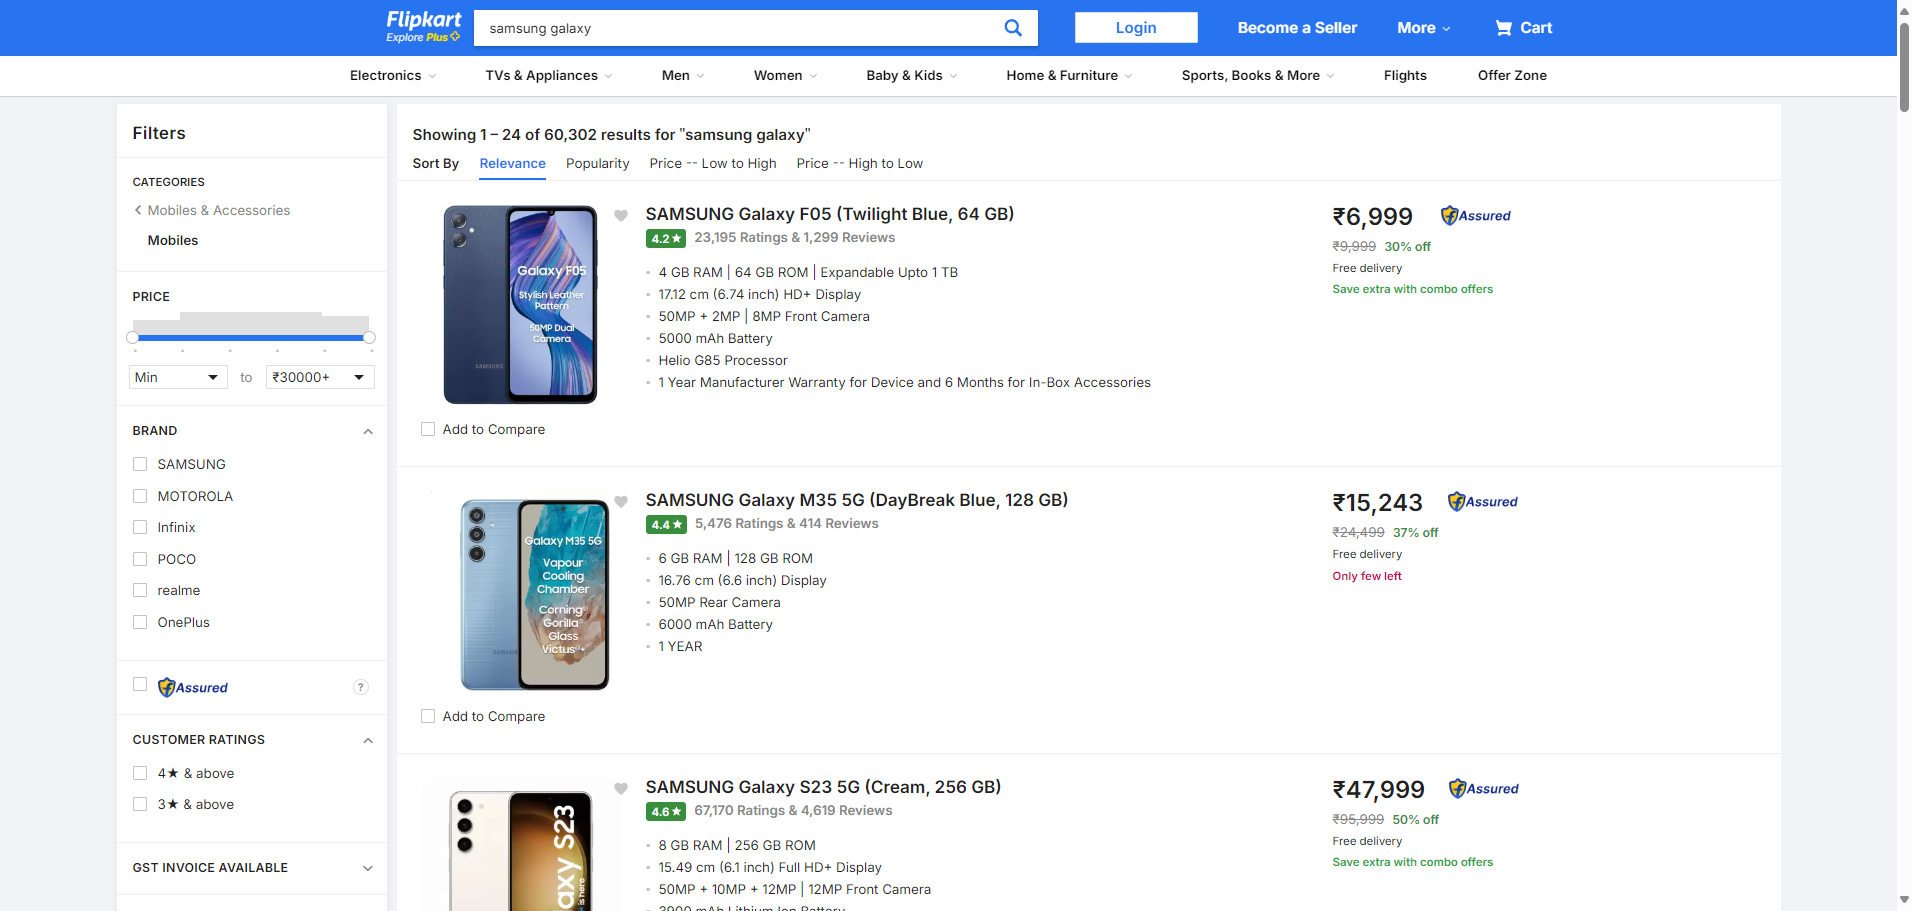 Flipkart
Explore Plus
samsung galaxy
Login
Become a Seller
More
Cart
Electronics
TVs & Appliances
Men
Women
Baby & Kids
Home & Furniture
Sports, Books & More
Flights
Offer Zone
Filters
CATEGORIES
Mobiles & Accessories
Mobiles
PRICE
Min
to
₹30000+
BRAND
SAMSUNG
MOTOROLA
Infinix
POCO
realme
OnePlus
Assured
?
CUSTOMER RATINGS
4★ & above
3★ & above
GST INVOICE AVAILABLE
Showing 1 – 24 of 60,302 results for "samsung galaxy"
Sort By
Relevance
Popularity
Price -- Low to High
Price -- High to Low
Galaxy F05
Stylish Leather
Pattern
50MP Dual
Camera
SAMSUNG
Add to Compare
SAMSUNG Galaxy F05 (Twilight Blue, 64 GB)
4.2★ 23,195 Ratings & 1,299 Reviews
4 GB RAM | 64 GB ROM | Expandable Upto 1 TB
17.12 cm (6.74 inch) HD+ Display
50MP + 2MP | 8MP Front Camera
5000 mAh Battery
Helio G85 Processor
1 Year Manufacturer Warranty for Device and 6 Months for In-Box Accessories
₹6,999
Assured
₹9,999 30% off
Free delivery
Save extra with combo offers
Galaxy M35 5G
Vapour
Cooling
Chamber
Corning®
Gorilla®
Glass
Victus®+
Add to Compare
SAMSUNG Galaxy M35 5G (DayBreak Blue, 128 GB)
4.4★ 5,476 Ratings & 414 Reviews
6 GB RAM | 128 GB ROM
16.76 cm (6.6 inch) Display
50MP Rear Camera
6000 mAh Battery
1 YEAR
₹15,243
Assured
₹24,499 37% off
Free delivery
Only few left
axy S23
is here
SAMSUNG Galaxy S23 5G (Cream, 256 GB)
4.6★ 67,170 Ratings & 4,619 Reviews
8 GB RAM | 256 GB ROM
15.49 cm (6.1 inch) Full HD+ Display
50MP + 10MP + 12MP | 12MP Front Camera
3900 mAh Lithium Ion Battery
₹47,999
Assured
₹95,999 50% off
Free delivery
Save extra with combo offers